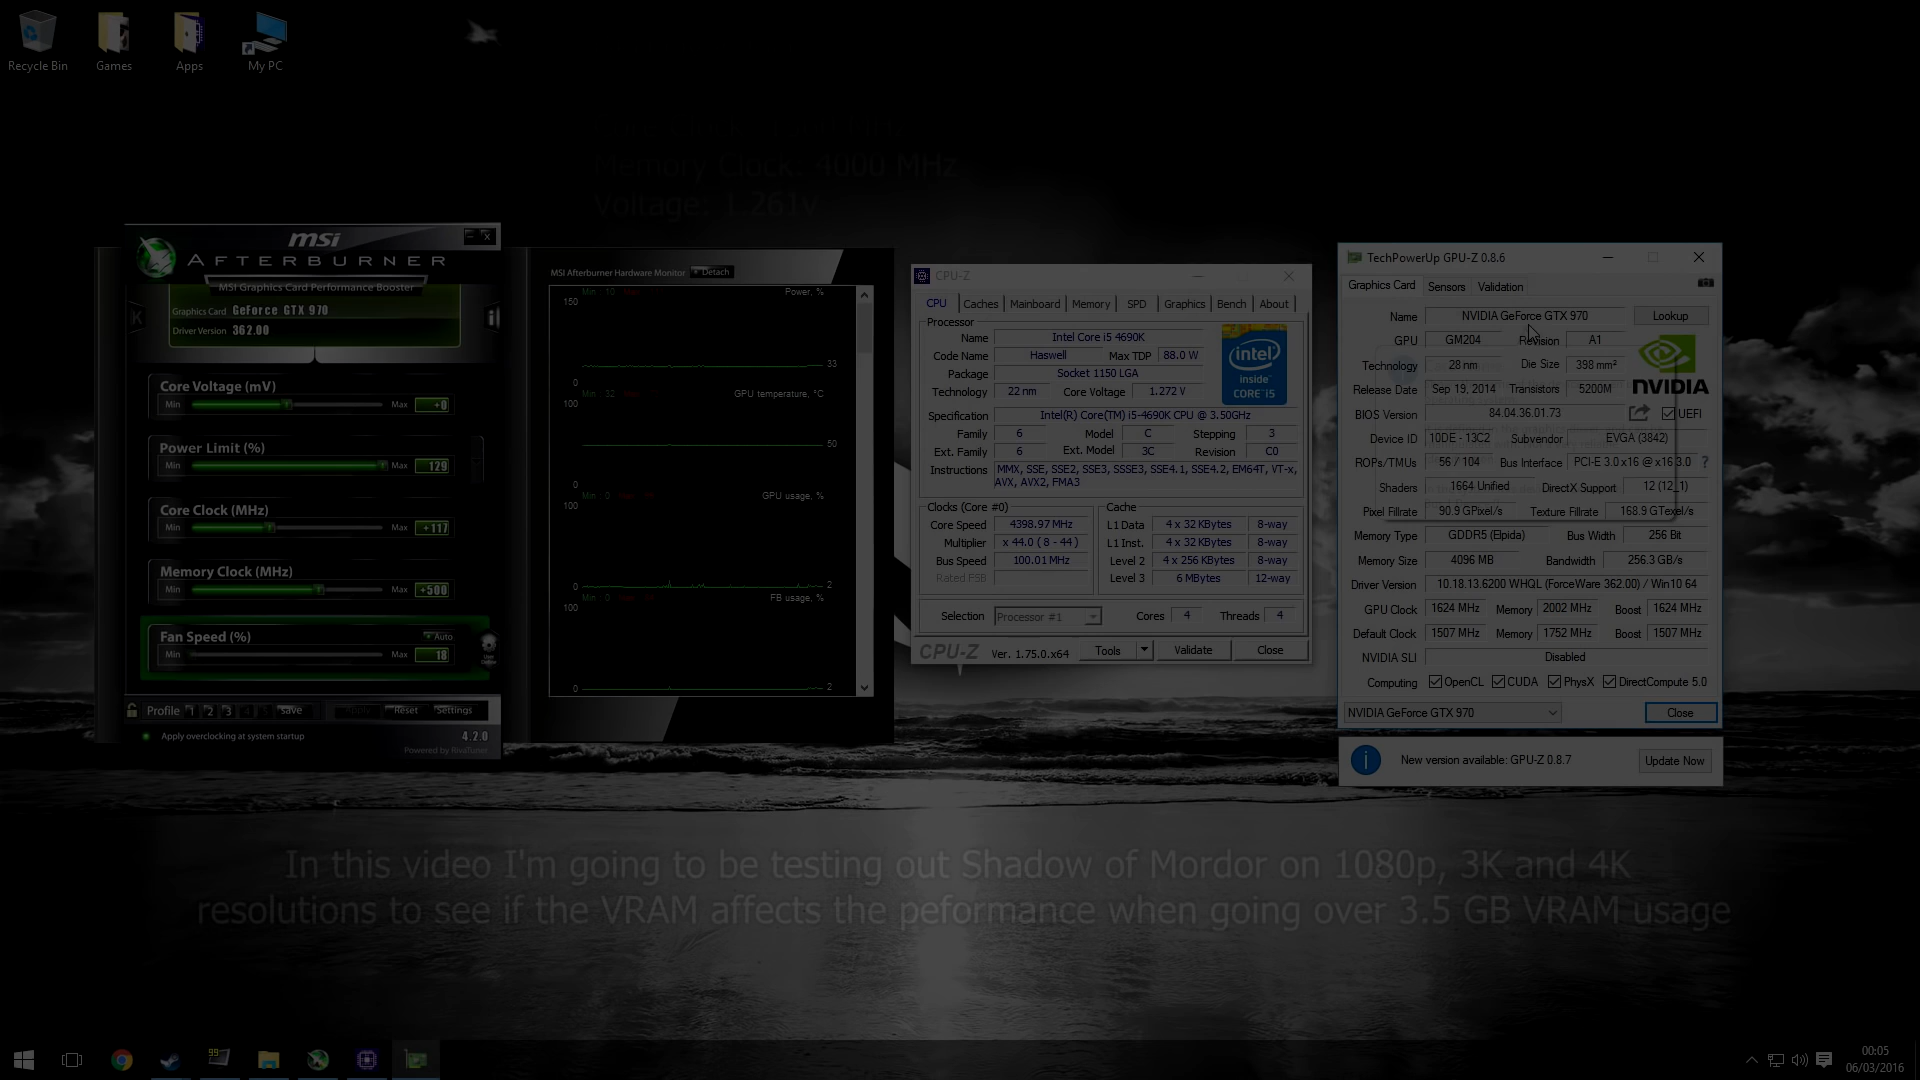 Recycle Bin
Games
Apps
My PC
Memory Clock: 4000 MHz
Voltage: 1.261v
msi
AFTERBURNER
MSI Graphics Card Performance Booster
Graphics Card GeForce GTX 970
Driver Version 362.00
K
i
Core Voltage (mV)
Min Max +0
Power Limit (%)
Min Max 129
Core Clock (MHz)
Min Max +117
Memory Clock (MHz)
Min Max +500
Fan Speed (%) Auto
Min Max 18
User Define
Profile 1 2 3 4 5 Save Apply Reset Settings
Apply overclocking at system startup 4.2.0
Powered by RivaTuner
MSI Afterburner Hardware Monitor Detach
Min : 10 Max Power, %
150
33
0
Min : 32 Max GPU temperature, °C
100
50
0
Min : 0 Max GPU usage, %
100
2
0
Min : 0 Max FB usage, %
100
2
0
CPU-Z
CPU Caches Mainboard Memory SPD Graphics Bench About
Processor
Name Intel Core i5 4690K
Code Name Haswell Max TDP 88.0 W
Package Socket 1150 LGA
Technology 22 nm Core Voltage 1.272 V
intel inside CORE i5
Specification Intel(R) Core(TM) i5-4690K CPU @ 3.50GHz
Family 6 Model C Stepping 3
Ext. Family 6 Ext. Model 3C Revision C0
Instructions MMX, SSE, SSE2, SSE3, SSSE3, SSE4.1, SSE4.2, EM64T, VT-x,
AVX, AVX2, FMA3
Clocks (Core #0)
Core Speed 4398.97 MHz
Multiplier x 44.0 ( 8 - 44 )
Bus Speed 100.01 MHz
Rated FSB
Cache
L1 Data 4 x 32 KBytes 8-way
L1 Inst. 4 x 32 KBytes 8-way
Level 2 4 x 256 KBytes 8-way
Level 3 6 MBytes 12-way
Selection Processor #1 Cores 4 Threads 4
CPU-Z Ver. 1.75.0.x64 Tools Validate Close
TechPowerUp GPU-Z 0.8.6
Graphics Card Sensors Validation
Name NVIDIA GeForce GTX 970 Lookup
GPU GM204 Revision A1
Technology 28 nm Die Size 398 mm²
Release Date Sep 19, 2014 Transistors 5200M
NVIDIA
BIOS Version 84.04.36.01.73 UEFI
Device ID 10DE - 13C2 Subvendor EVGA (3842)
ROPs/TMUs 56 / 104 Bus Interface PCI-E 3.0 x16 @ x16 3.0 ?
Shaders 1664 Unified DirectX Support 12 (12_1)
Pixel Fillrate 90.9 GPixel/s Texture Fillrate 168.9 GTexel/s
Memory Type GDDR5 (Elpida) Bus Width 256 Bit
Memory Size 4096 MB Bandwidth 256.3 GB/s
Driver Version 10.18.13.6200 WHQL (ForceWare 362.00) / Win10 64
GPU Clock 1624 MHz Memory 2002 MHz Boost 1624 MHz
Default Clock 1507 MHz Memory 1752 MHz Boost 1507 MHz
NVIDIA SLI Disabled
Computing OpenCL CUDA PhysX DirectCompute 5.0
NVIDIA GeForce GTX 970 Close
New version available: GPU-Z 0.8.7 Update Now
In this video I'm going to be testing out Shadow of Mordor on 1080p, 3K and 4K
resolutions to see if the VRAM affects the peformance when going over 3.5 GB VRAM usage
99
00:05
06/03/2016